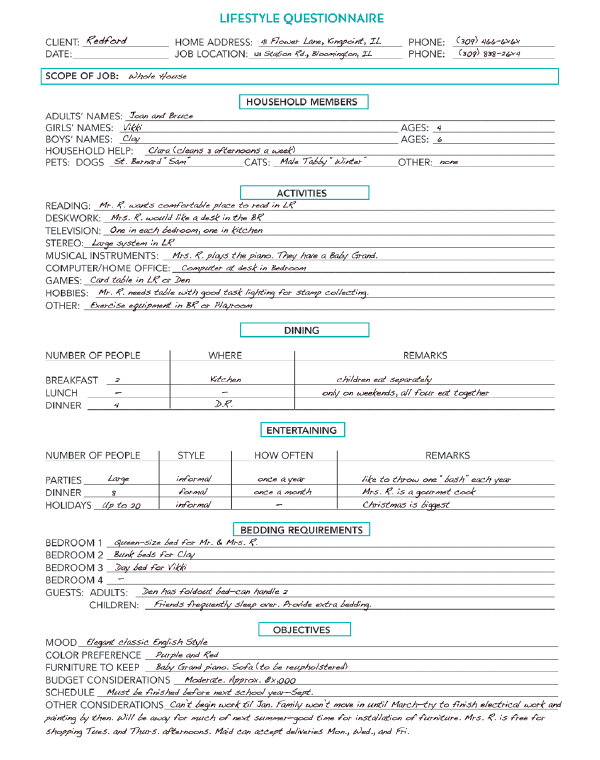 LIFESTYLE QUESTIONNAIRE
CLIENT: Redford HOME ADDRESS: 8 Flower Lane, Kingpoint, IL PHONE: (309) 466-6x6x
DATE: JOB LOCATION: Station Rd., Bloomington, IL PHONE: (309) 838-26x4
SCOPE OF JOB: Whole House
HOUSEHOLD MEMBERS
ADULTS' NAMES: Joan and Bruce
GIRLS' NAMES: Vikki AGES: 4
BOYS' NAMES: Clay AGES: 6
HOUSEHOLD HELP: Clara (cleans 3 afternoons a week)
PETS: DOGS St. Bernard "Sam" CATS: Male Tabby "Winter" OTHER: none
ACTIVITIES
READING: Mr. R. wants comfortable place to read in LR
DESKWORK: Mrs. R. would like a desk in the BR
TELEVISION: One in each bedroom, one in kitchen
STEREO: Large system in LR
MUSICAL INSTRUMENTS: Mrs. R. plays the piano. They have a Baby Grand.
COMPUTER/HOME OFFICE: Computer at desk in Bedroom
GAMES: Card table in LR or Den
HOBBIES: Mr. R. needs table with good task lighting for stamp collecting.
OTHER: Exercise equipment in BR or Playroom
DINING
NUMBER OF PEOPLE WHERE REMARKS
BREAKFAST 2 Kitchen children eat separately
LUNCH – – only on weekends, all four eat together
DINNER 4 D.R.
ENTERTAINING
NUMBER OF PEOPLE STYLE HOW OFTEN REMARKS
PARTIES Large informal once a year like to throw one "bash" each year
DINNER 8 formal once a month Mrs. R. is a gourmet cook
HOLIDAYS Up to 20 informal – Christmas is biggest
BEDDING REQUIREMENTS
BEDROOM 1 Queen-size bed for Mr. & Mrs. R.
BEDROOM 2 Bunk beds for Clay
BEDROOM 3 Day bed for Vikki
BEDROOM 4 –
GUESTS: ADULTS: Den has foldout bed—can handle 2
CHILDREN: Friends frequently sleep over. Provide extra bedding.
OBJECTIVES
MOOD Elegant classic English Style
COLOR PREFERENCE Purple and Red
FURNITURE TO KEEP Baby Grand piano. Sofa (to be reupholstered)
BUDGET CONSIDERATIONS Moderate. Approx. $x,000
SCHEDULE Must be finished before next school year—Sept.
OTHER CONSIDERATIONS Can't begin work til Jan. Family won't move in until March—try to finish electrical work and
painting by then. Will be away for much of next summer—good time for installation of furniture. Mrs. R. is free for
shopping Tues. and Thurs. afternoons. Maid can accept deliveries Mon., Wed., and Fri.